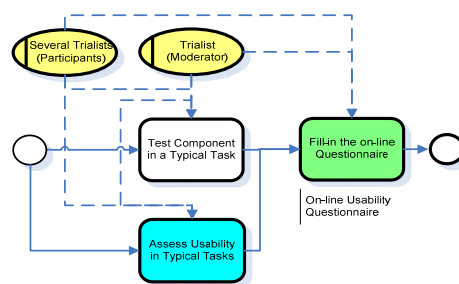 Several Trialists
(Participants)
Trialist
(Moderator)
Test Component
in a Typical Task
Fill-in the on-line
Questionnaire
On-line Usability
Questionnaire
Assess Usability
in Typical Tasks